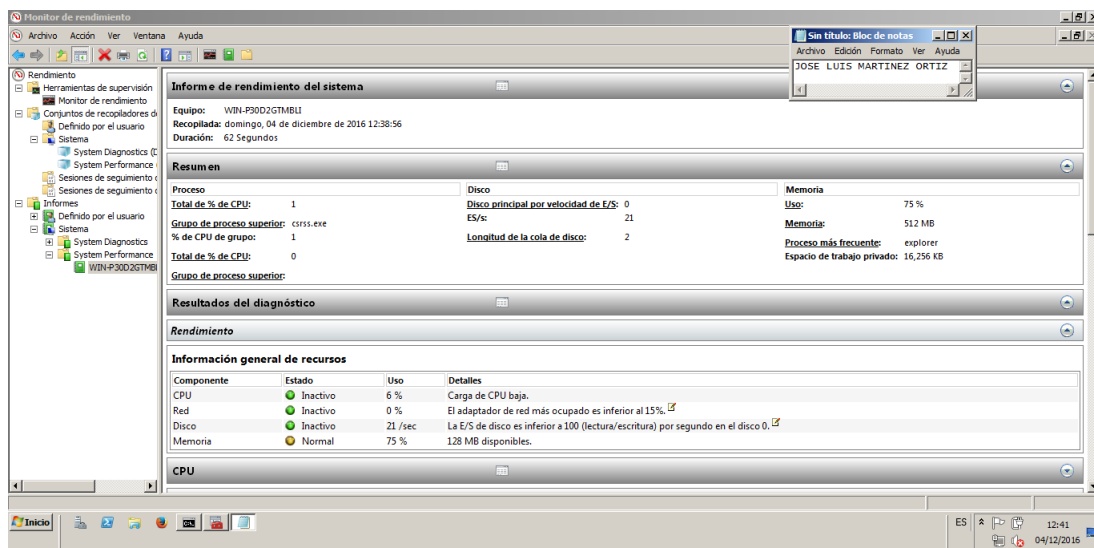 Monitor de rendimiento
Archivo Acción Ver Ventana Ayuda
Sin título: Bloc de notas
Archivo Edición Formato Ver Ayuda
JOSE LUIS MARTINEZ ORTIZ
Rendimiento
Herramientas de supervisión
Monitor de rendimiento
Conjuntos de recopiladores d
Definido por el usuario
Sistema
System Diagnostics (D
System Performance
Sesiones de seguimiento
Sesiones de seguimiento
Informes
Definido por el usuario
Sistema
System Diagnostics
System Performance
WIN-P30D2GTMB
Informe de rendimiento del sistema
Equipo: WIN-P30D2GTMBLI
Recopilada: domingo, 04 de diciembre de 2016 12:38:56
Duración: 62 Segundos
Resumen
Proceso Disco Memoria
Total de % de CPU: 1 Disco principal por velocidad de E/S: 0 Uso: 75 %
Grupo de proceso superior: csrss.exe ES/s: 21 Memoria: 512 MB
% de CPU de grupo: 1 Longitud de la cola de disco: 2 Proceso más frecuente: explorer
Total de % de CPU: 0 Espacio de trabajo privado: 16,256 KB
Grupo de proceso superior:
Resultados del diagnóstico
Rendimiento
Información general de recursos
Componente Estado Uso Detalles
CPU Inactivo 6 % Carga de CPU baja.
Red Inactivo 0 % El adaptador de red más ocupado es inferior al 15%.
Disco Inactivo 21 /sec La E/S de disco es inferior a 100 (lectura/escritura) por segundo en el disco 0.
Memoria Normal 75 % 128 MB disponibles.
CPU
Inicio ES 12:41
04/12/2016